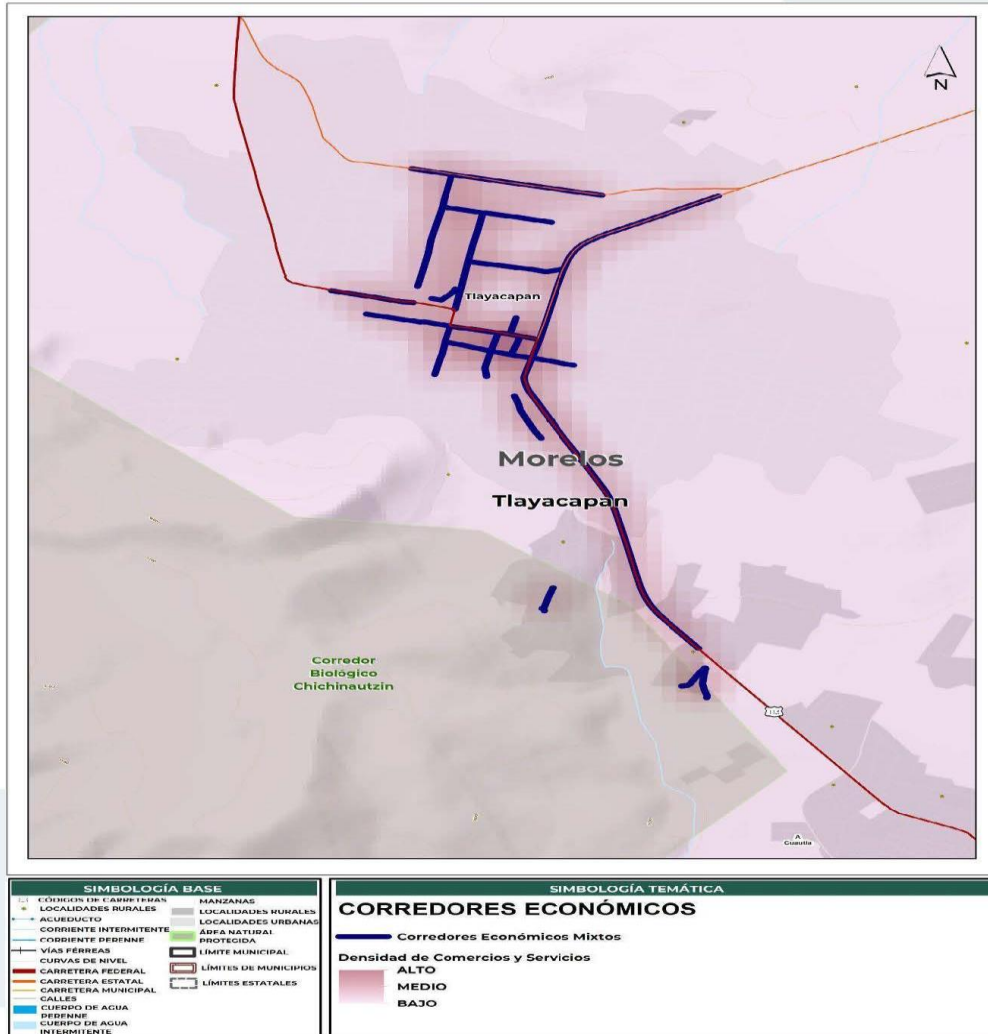 N
Tlayacapan
Morelos
Tlayacapan
Corredor
Biológico
Chichinautzin
A
Cuautla
SIMBOLOGÍA BASE
CÓDIGOS DE CARRETERAS
LOCALIDADES RURALES
ACUEDUCTO
CORRIENTE INTERMITENTE
CORRIENTE PERENNE
VÍAS FÉRREAS
CURVAS DE NIVEL
CARRETERA FEDERAL
CARRETERA ESTATAL
CARRETERA MUNICIPAL
CALLES
CUERPO DE AGUA
PERENNE
CUERPO DE AGUA
INTERMITENTE
MANZANAS
LOCALIDADES RURALES
LOCALIDADES URBANAS
ÁREA NATURAL
PROTEGIDA
LÍMITE MUNICIPAL
LÍMITES DE MUNICIPIOS
LÍMITES ESTATALES
SIMBOLOGÍA TEMÁTICA
CORREDORES ECONÓMICOS
Corredores Económicos Mixtos
Densidad de Comercios y Servicios
ALTO
MEDIO
BAJO